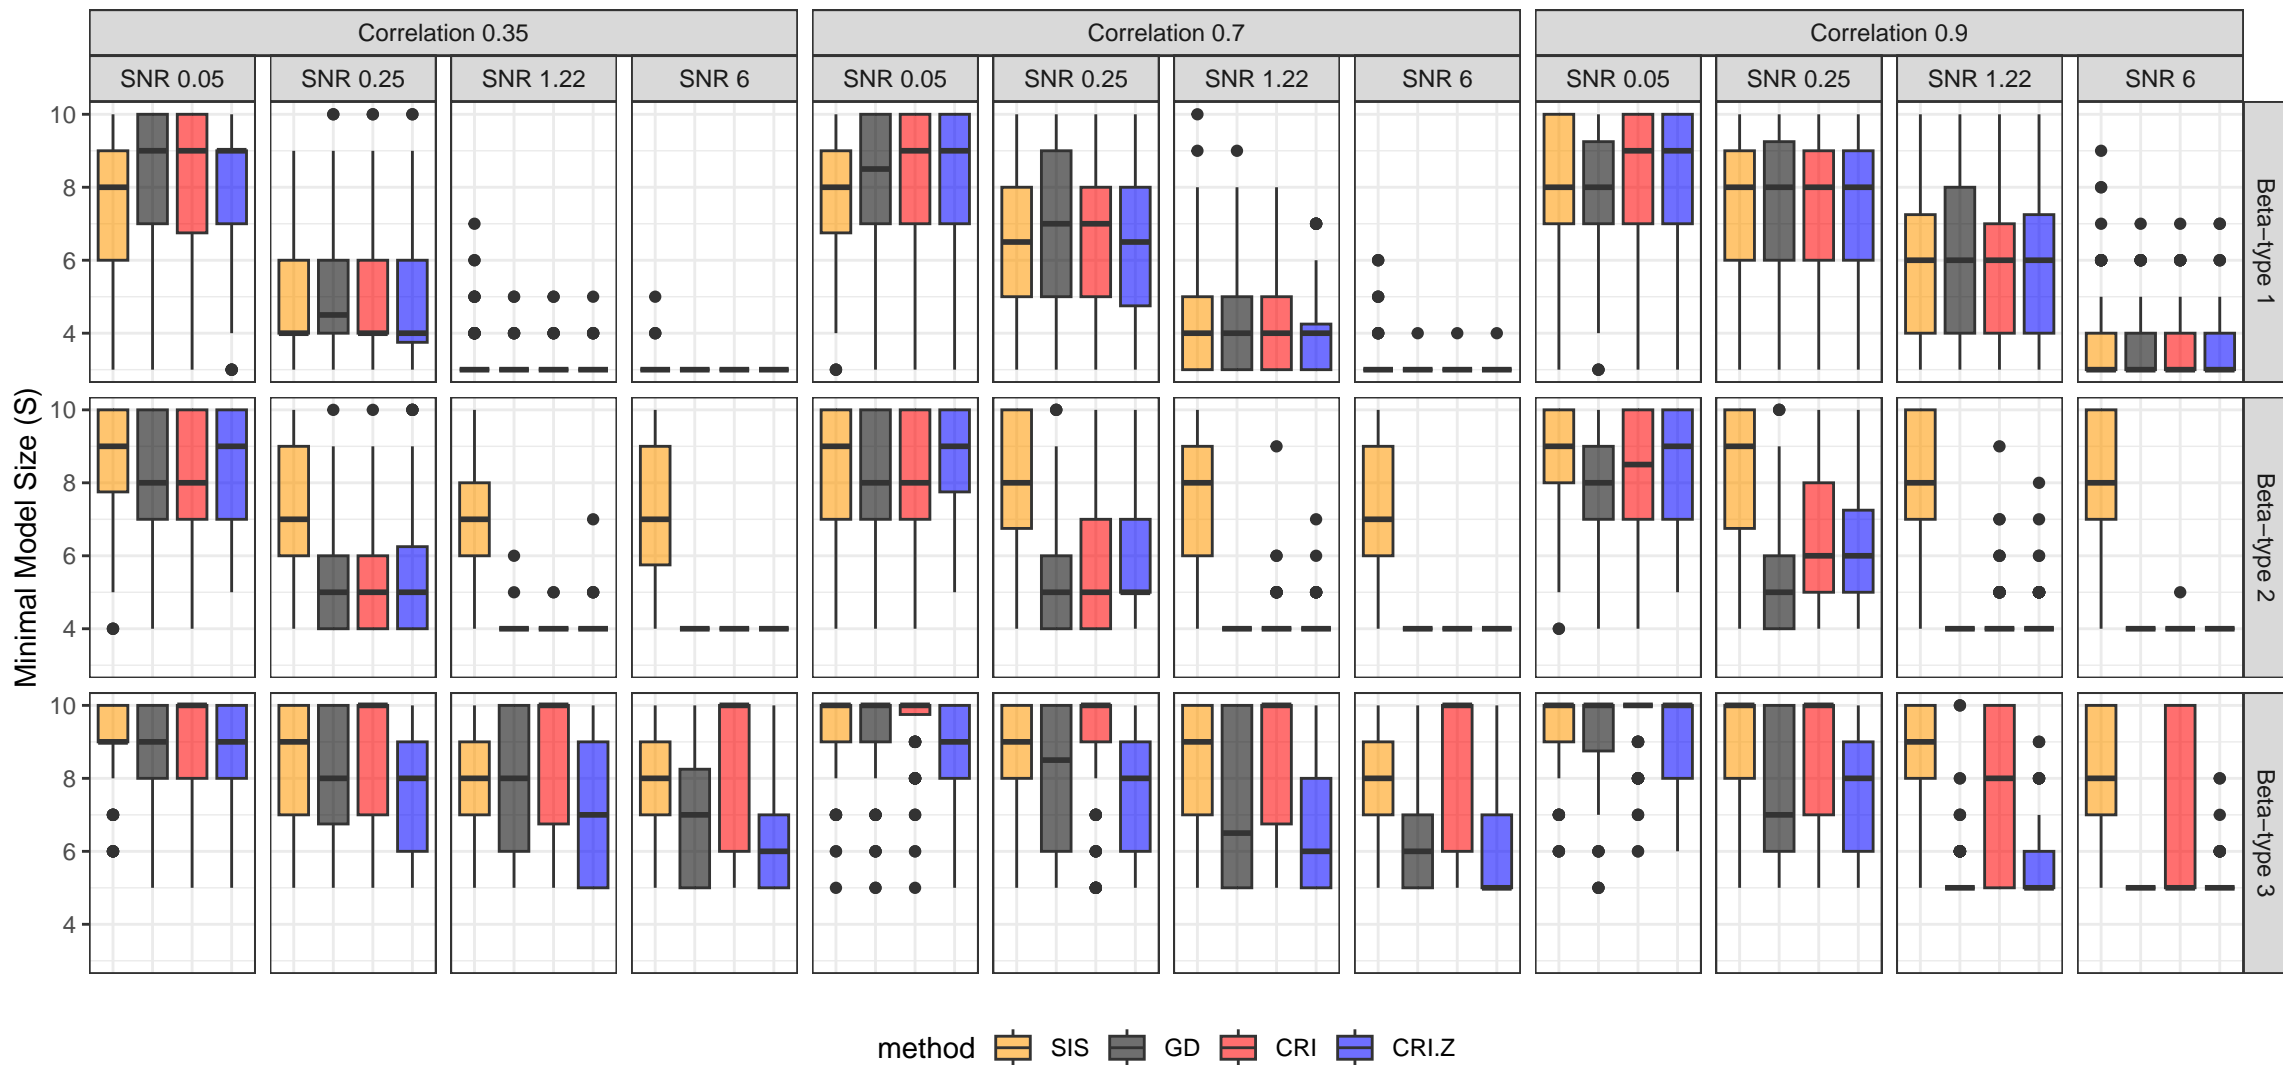 Correlation 0.35 Correlation 0.7 Correlation 0.9
SNR 0.05 SNR 0.25 SNR 1.22 SNR 6 SNR 0.05 SNR 0.25 SNR 1.22 SNR 6 SNR 0.05 SNR 0.25 SNR 1.22 SNR 6
Minimal Model Size (S)
10
8
6
4
Beta−type 1
10
8
6
4
Beta−type 2
10
8
6
4
Beta−type 3
method SIS GD CRI CRI.Z